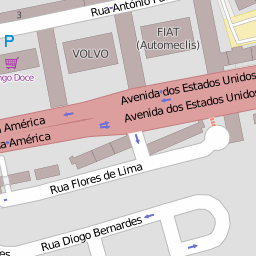 3
Rua António
P
FIAT
(Automeclis)
VOLVO
ngo Doce
Avenida dos Estados Unidos
Avenida dos Estados Unidos
América
América
Rua Flores de Lima
Rua Diogo Bernardes